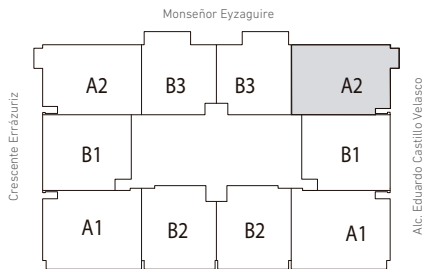 Monseñor Eyzaguire
A2 B3 B3 A2
Crescente Errázuriz
B1 B1
Alc. Eduardo Castillo Velasco
A1 B2 B2 A1